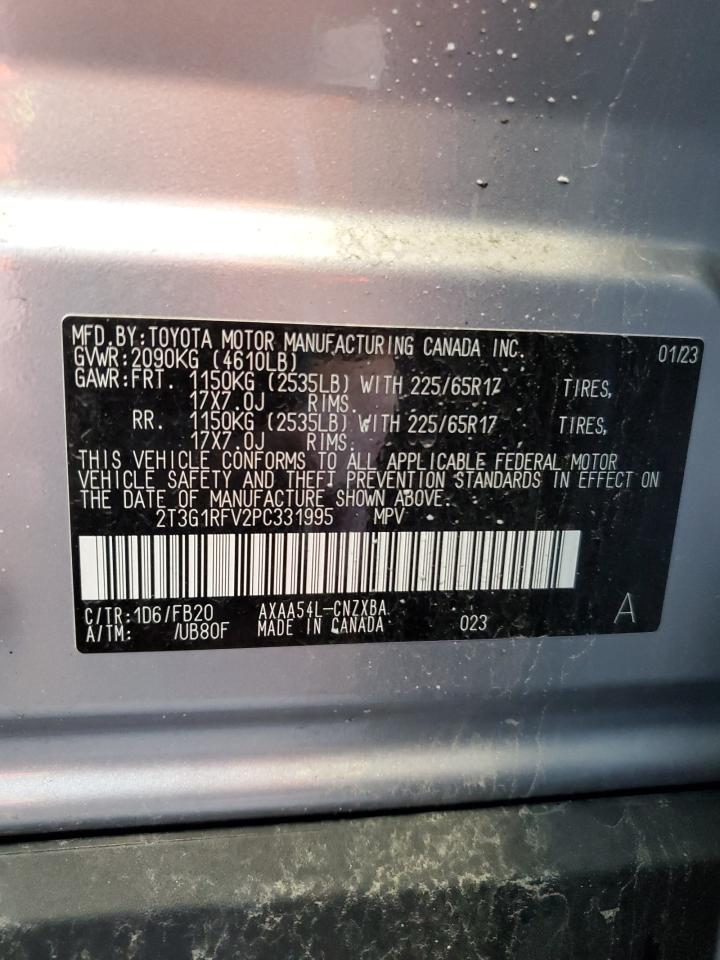 MFD.BY:TOYOTA MOTOR MANUFACTURING CANADA INC. 01/23
GVWR:2090KG (4610LB)
GAWR:FRT. 1150KG (2535LB) WITH 225/65R17 TIRES,
17X7.0J RIMS.
RR. 1150KG (2535LB) WITH 225/65R17 TIRES,
17X7.0J RIMS.
THIS VEHICLE CONFORMS TO ALL APPLICABLE FEDERAL MOTOR
VEHICLE SAFETY AND THEFT PREVENTION STANDARDS IN EFFECT ON
THE DATE OF MANUFACTURE SHOWN ABOVE.
2T3G1RFV2PC331995 MPV
C/TR:1D6/FB20 AXAA54L-CNZXBA A
A/TM: /UB80F MADE IN CANADA 023